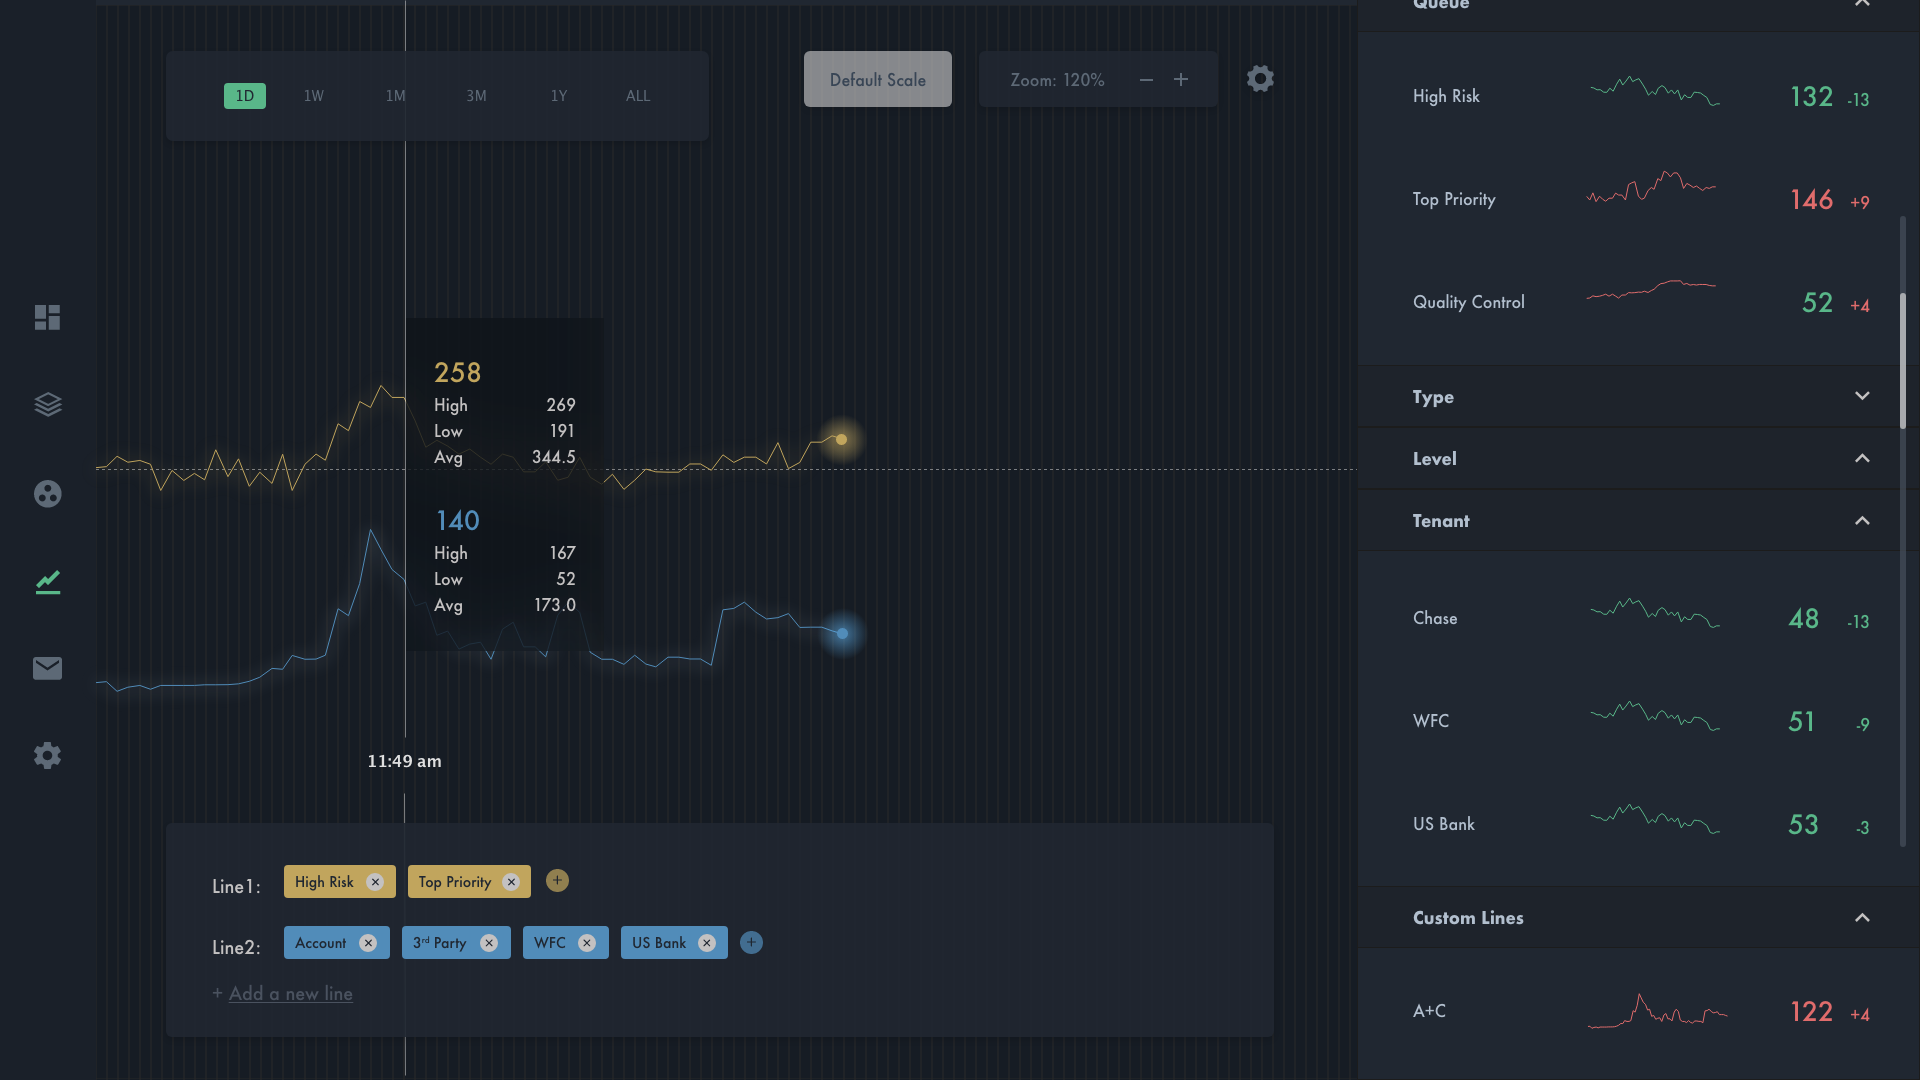 1D 1W 1M 3M 1Y ALL
Default Scale
Zoom: 120% − +
258
High 269
Low 191
Avg 344.5
140
High 167
Low 52
Avg 173.0
11:49 am
Line1: High Risk × Top Priority × +
Line2: Account × 3rd Party × WFC × US Bank × +
+ Add a new line
Queue
High Risk 132 -13
Top Priority 146 +9
Quality Control 52 +4
Type
Level
Tenant
Chase 48 -13
WFC 51 -9
US Bank 53 -3
Custom Lines
A+C 122 +4